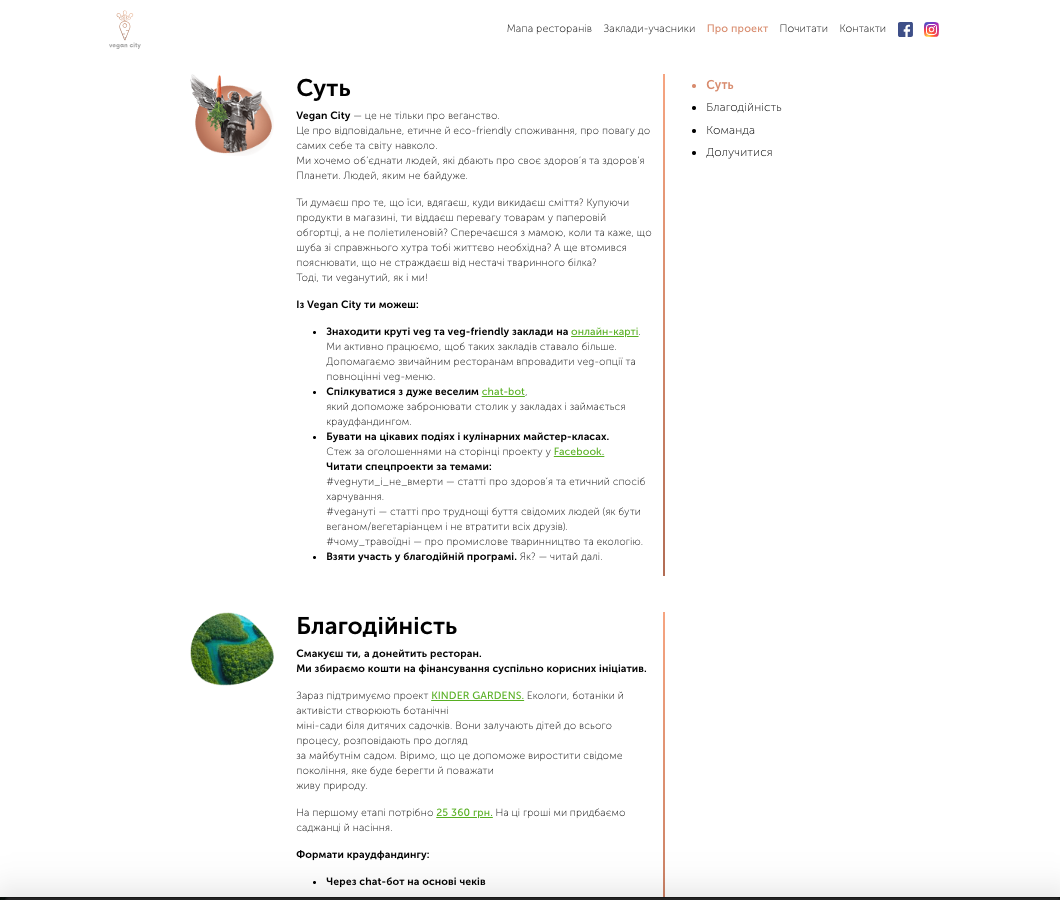 vegan city
Мапа ресторанів Заклади-учасники Про проект Почитати Контакти
Суть
Vegan City — це не тільки про веганство.
Це про відповідальне, етичне й eco-friendly споживання, про повагу до
самих себе та світу навколо.
Ми хочемо об'єднати людей, які дбають про своє здоров'я та здоров'я
Планети. Людей, яким не байдуже.
Ти думаєш про те, що їси, вдягаєш, куди викидаєш сміття? Купуючи
продукти в магазині, ти віддаєш перевагу товарам у паперовій
обгортці, а не поліетиленовій? Сперечаєшся з мамою, коли та каже, що
шуба зі справжнього хутра тобі життєво необхідна? А ще втомився
пояснювати, що не страждаєш від нестачі тваринного білка?
Тоді, ти veganутий, як і ми!
Із Vegan City ти можеш:
• Знаходити круті veg та veg-friendly заклади на онлайн-карті.
Ми активно працюємо, щоб таких закладів ставало більше.
Допомагаємо звичайним ресторанам впровадити veg-опції та
повноцінні veg-меню.
• Спілкуватися з дуже веселим chat-bot,
який допоможе забронювати столик у закладах і займається
краудфандингом.
• Бувати на цікавих подіях і кулінарних майстер-класах.
Стеж за оголошеннями на сторінці проекту у Facebook.
Читати спецпроекти за темами:
#vegнути_і_не_вмерти — статті про здоров'я та етичний спосіб
харчування.
#vegануті — статті про труднощі буття свідомих людей (як бути
веганом/вегетаріанцем і не втратити всіх друзів).
#чому_травоїдні — про промислове тваринництво та екологію.
• Взяти участь у благодійній програмі. Як? — читай далі.
• Суть
• Благодійність
• Команда
• Долучитися
Благодійність
Смакуєш ти, а донейтить ресторан.
Ми збираємо кошти на фінансування суспільно корисних ініціатив.
Зараз підтримуємо проект KINDER GARDENS. Екологи, ботаніки й
активісти створюють ботанічні
міні-сади біля дитячих садочків. Вони залучають дітей до всього
процесу, розповідають про догляд
за майбутнім садом. Віримо, що це допоможе виростити свідоме
покоління, яке буде берегти й поважати
живу природу.
На першому етапі потрібно 25 360 грн. На ці гроші ми придбаємо
саджанці й насіння.
Формати краудфандингу:
• Через chat-бот на основі чеків